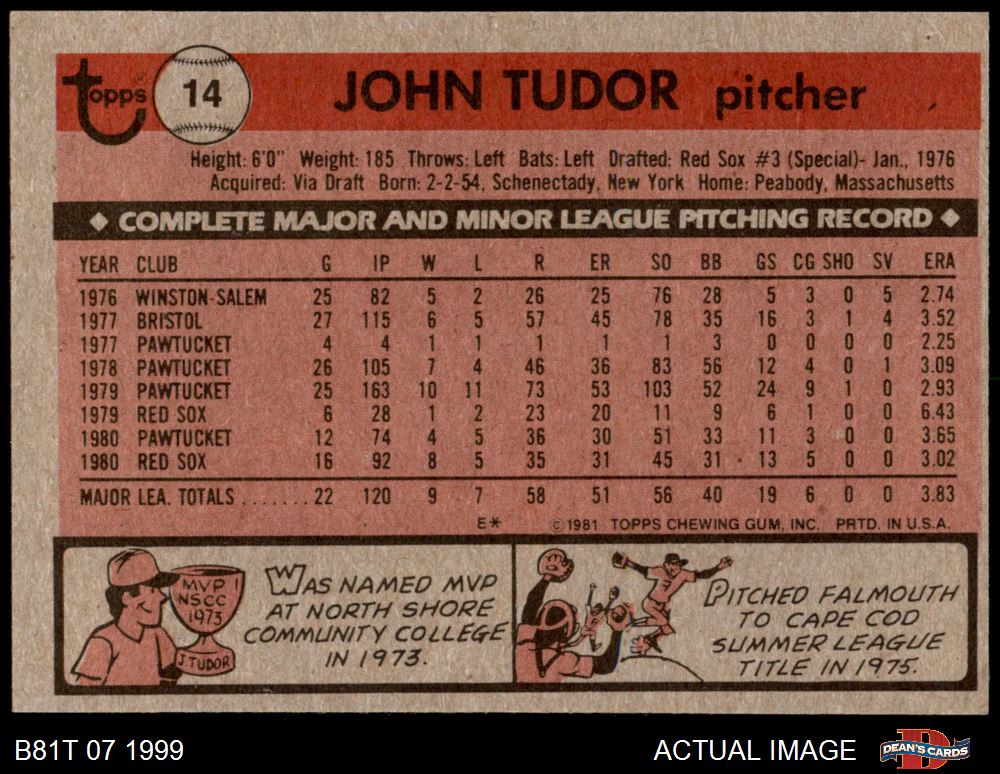 topps ® 14 JOHN TUDOR pitcher
Height: 6'0" Weight: 185 Throws: Left Bats: Left Drafted: Red Sox #3 (Special)- Jan., 1976
Acquired: Via Draft Born: 2-2-54, Schenectady, New York Home: Peabody, Massachusetts
◆ COMPLETE MAJOR AND MINOR LEAGUE PITCHING RECORD ◆
YEAR CLUB G IP W L R ER SO BB GS CG SHO SV ERA
1976 WINSTON-SALEM 25 82 5 2 26 25 76 28 5 3 0 5 2.74
1977 BRISTOL 27 115 6 5 57 45 78 35 16 3 1 4 3.52
1977 PAWTUCKET 4 4 1 1 1 1 1 3 0 0 0 0 2.25
1978 PAWTUCKET 26 105 7 4 46 36 83 56 12 4 0 1 3.09
1979 PAWTUCKET 25 163 10 11 73 53 103 52 24 9 1 0 2.93
1979 RED SOX 6 28 1 2 23 20 11 9 6 1 0 0 6.43
1980 PAWTUCKET 12 74 4 5 36 30 51 33 11 3 0 0 3.65
1980 RED SOX 16 92 8 5 35 31 45 31 13 5 0 0 3.02
MAJOR LEA. TOTALS ....... 22 120 9 7 58 51 56 40 19 6 0 0 3.83
E* © 1981 TOPPS CHEWING GUM, INC. PRTD. IN U.S.A.
MVP
NSCC
1973
J. TUDOR
WAS NAMED MVP
AT NORTH SHORE
COMMUNITY COLLEGE
IN 1973.
PITCHED FALMOUTH
TO CAPE COD
SUMMER LEAGUE
TITLE IN 1975.
B81T 07 1999 ACTUAL IMAGE
B
DEAN'S CARDS